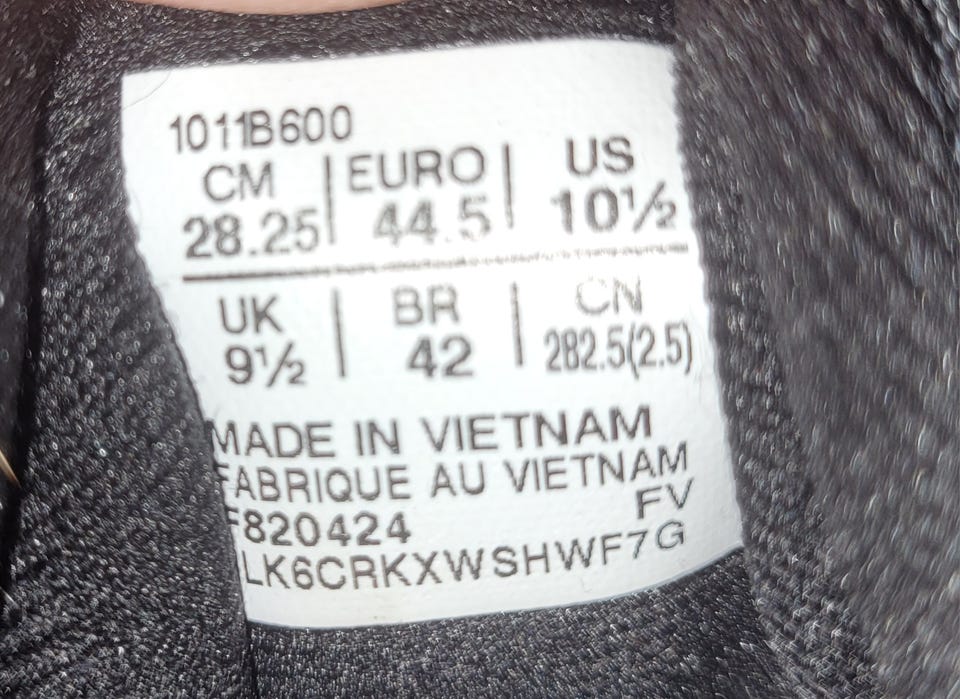 1011B600
CM | EURO | US
28.25 | 44.5 | 10½
UK | BR | CN
9½ | 42 | 282.5(2.5)
MADE IN VIETNAM
FABRIQUE AU VIETNAM
F820424 FV
LK6CRKXWSHWF7G